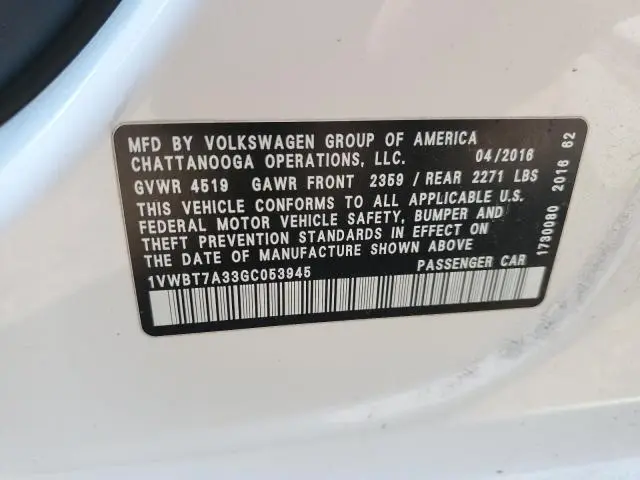 MFD BY VOLKSWAGEN GROUP OF AMERICA
CHATTANOOGA OPERATIONS, LLC. 04/2016
GVWR 4519 GAWR FRONT 2359 / REAR 2271 LBS
THIS VEHICLE CONFORMS TO ALL APPLICABLE U.S.
FEDERAL MOTOR VEHICLE SAFETY, BUMPER AND
THEFT PREVENTION STANDARDS IN EFFECT ON
THE DATE OF MANUFACTURE SHOWN ABOVE
1VWBT7A33GC053945 PASSENGER CAR
1730080 2016 62